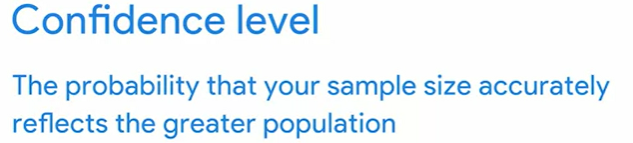 Confidence level
The probability that your sample size accurately
reflects the greater population